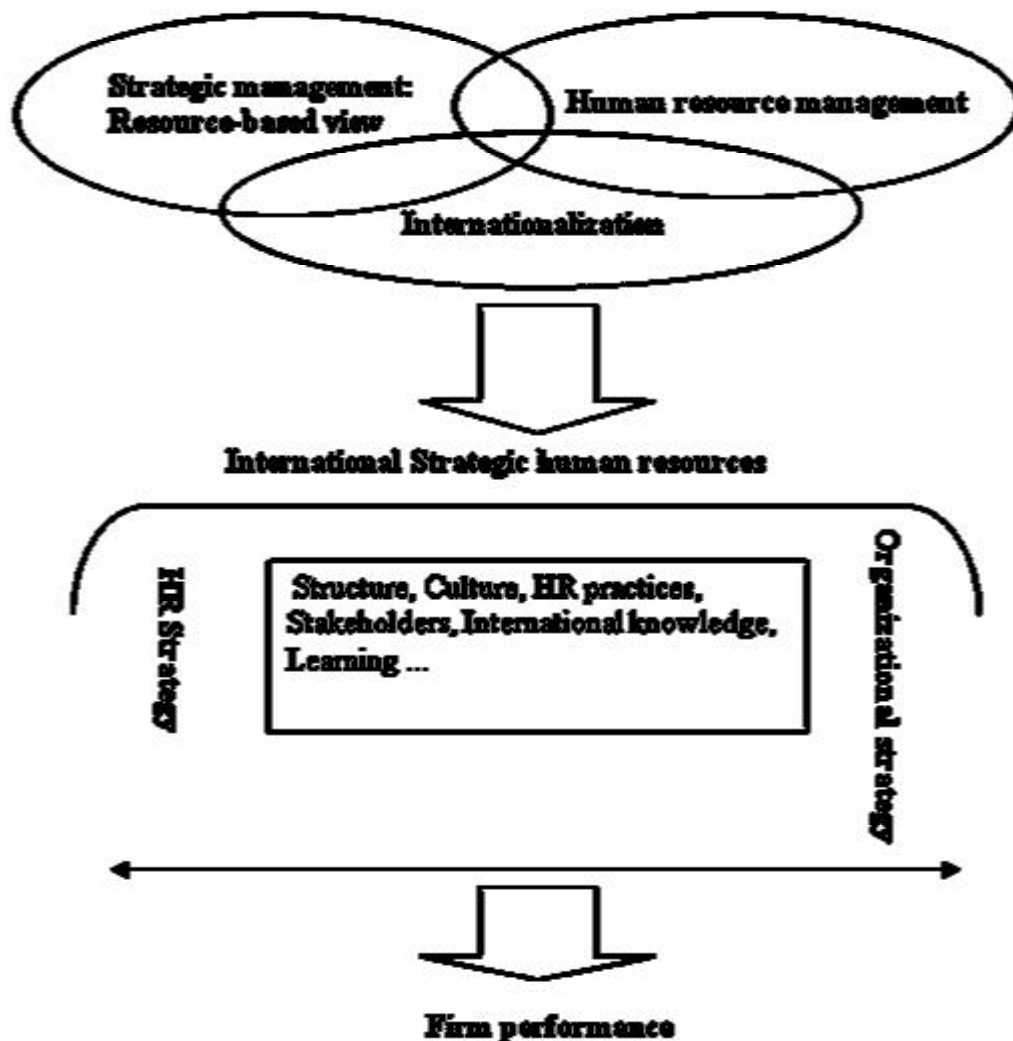 Strategic management:
Resource-based view
Human resource management
Internationalization
International Strategic human resources
HR Strategy
Structure, Culture, HR practices,
Stakeholders, International knowledge,
Learning ...
Organizational strategy
Firm performance